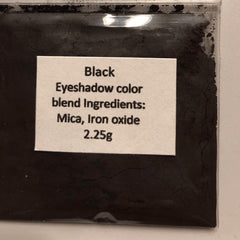 Black
Eyeshadow color
blend Ingredients:
Mica, Iron oxide
2.25g